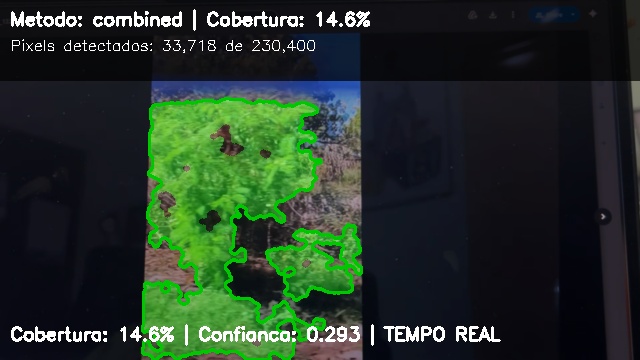 Metodo: combined | Cobertura: 14.6%
Pixels detectados: 33,718 de 230,400
Cobertura: 14.6% | Confianca: 0.293 | TEMPO REAL